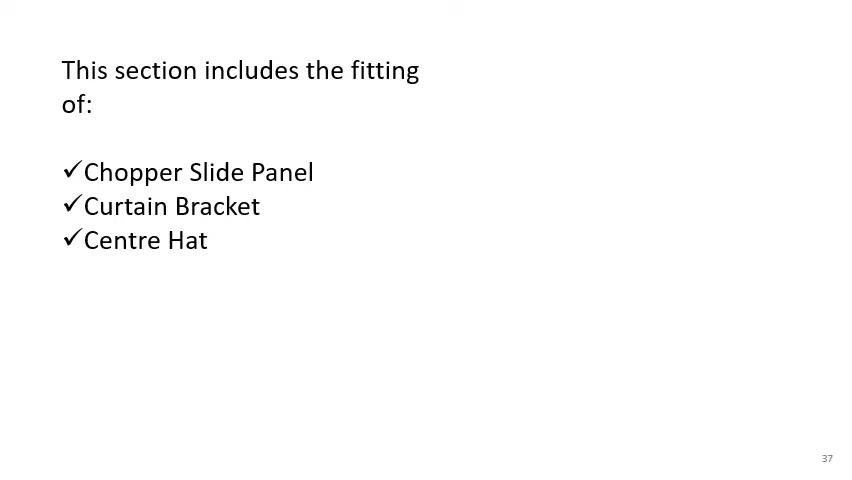 This section includes the fitting
of:
✓Chopper Slide Panel
✓Curtain Bracket
✓Centre Hat
37